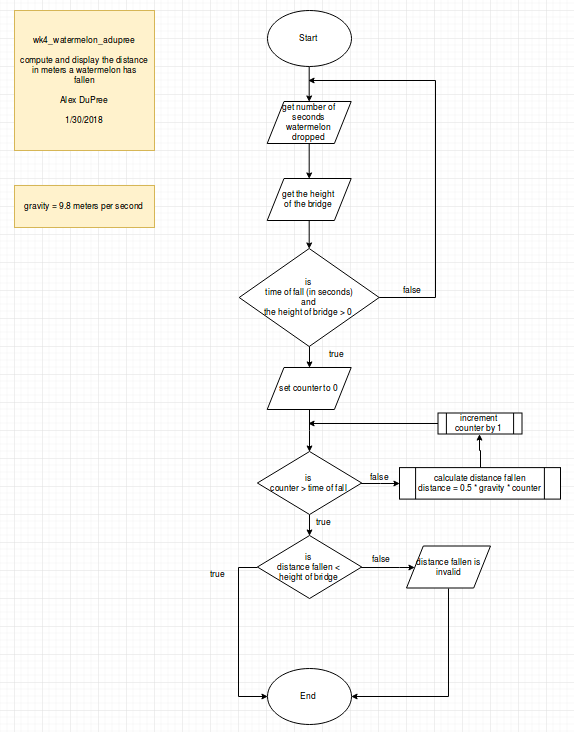 wk4_watermelon_adupree
compute and display the distance
in meters a watermelon has
fallen
Alex DuPree
1/30/2018
gravity = 9.8 meters per second
Start
get number of
seconds
watermelon
dropped
get the height
of the bridge
is
time of fall (in seconds)
and
the height of bridge > 0
false
true
set counter to 0
increment
counter by 1
is
counter > time of fall
false
calculate distance fallen
distance = 0.5 * gravity * counter
true
is
distance fallen <
height of bridge
false
true
distance fallen is
invalid
End